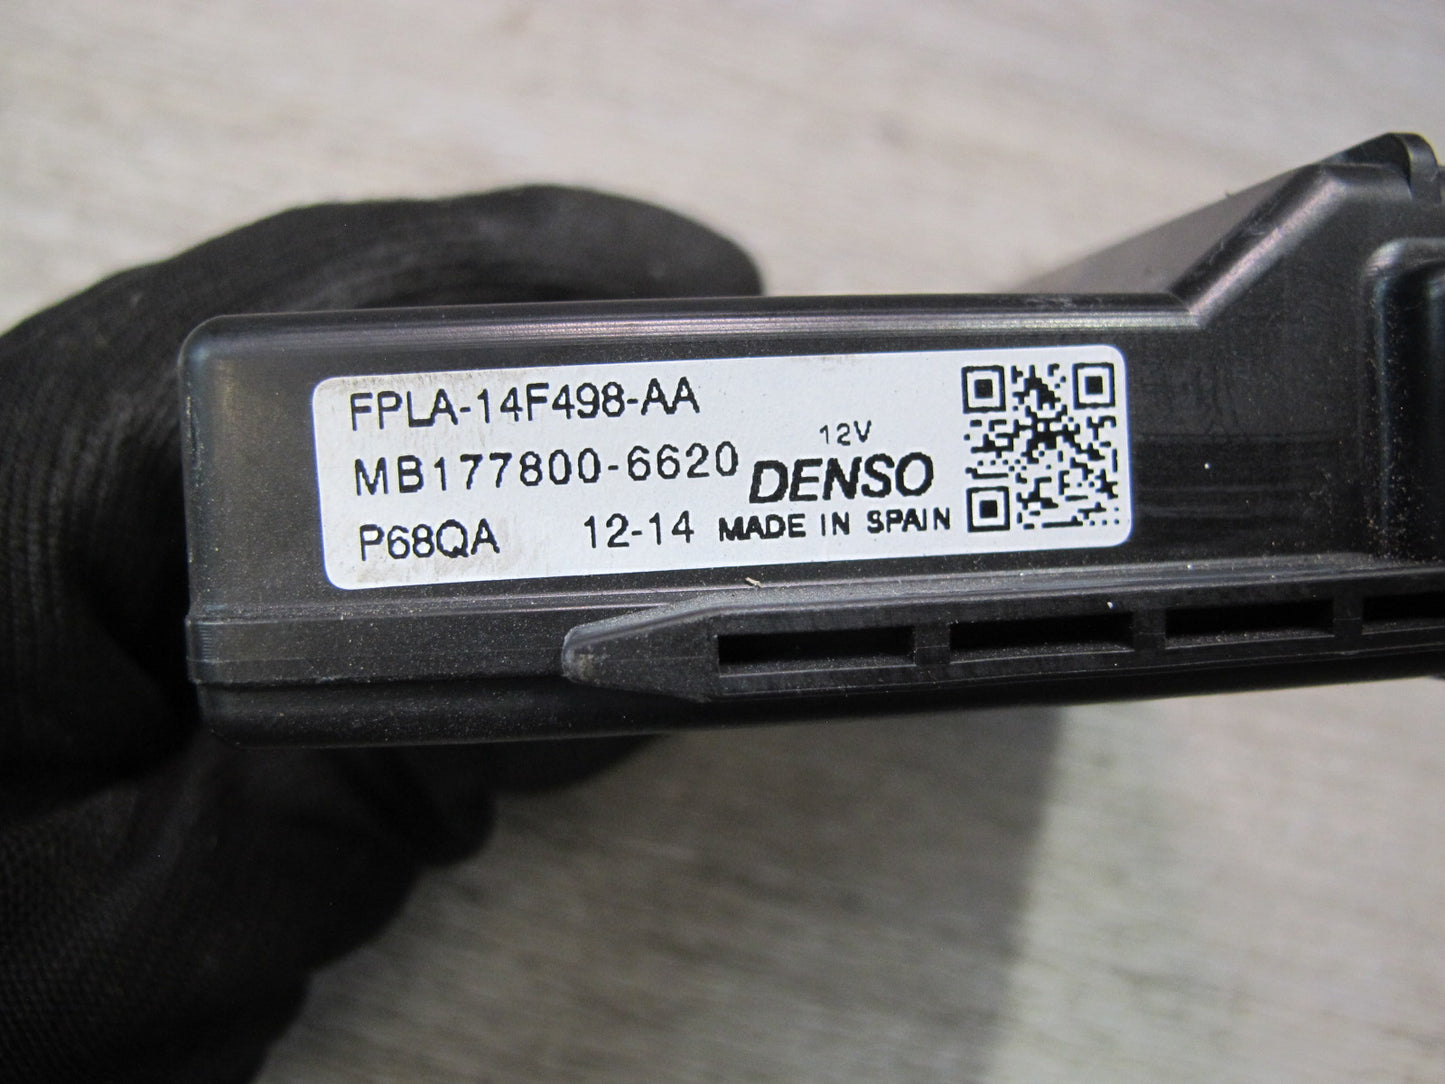 FPLA-14F498-AA
MB177800-6620
12V
DENSO
P68QA 12-14 MADE IN SPAIN